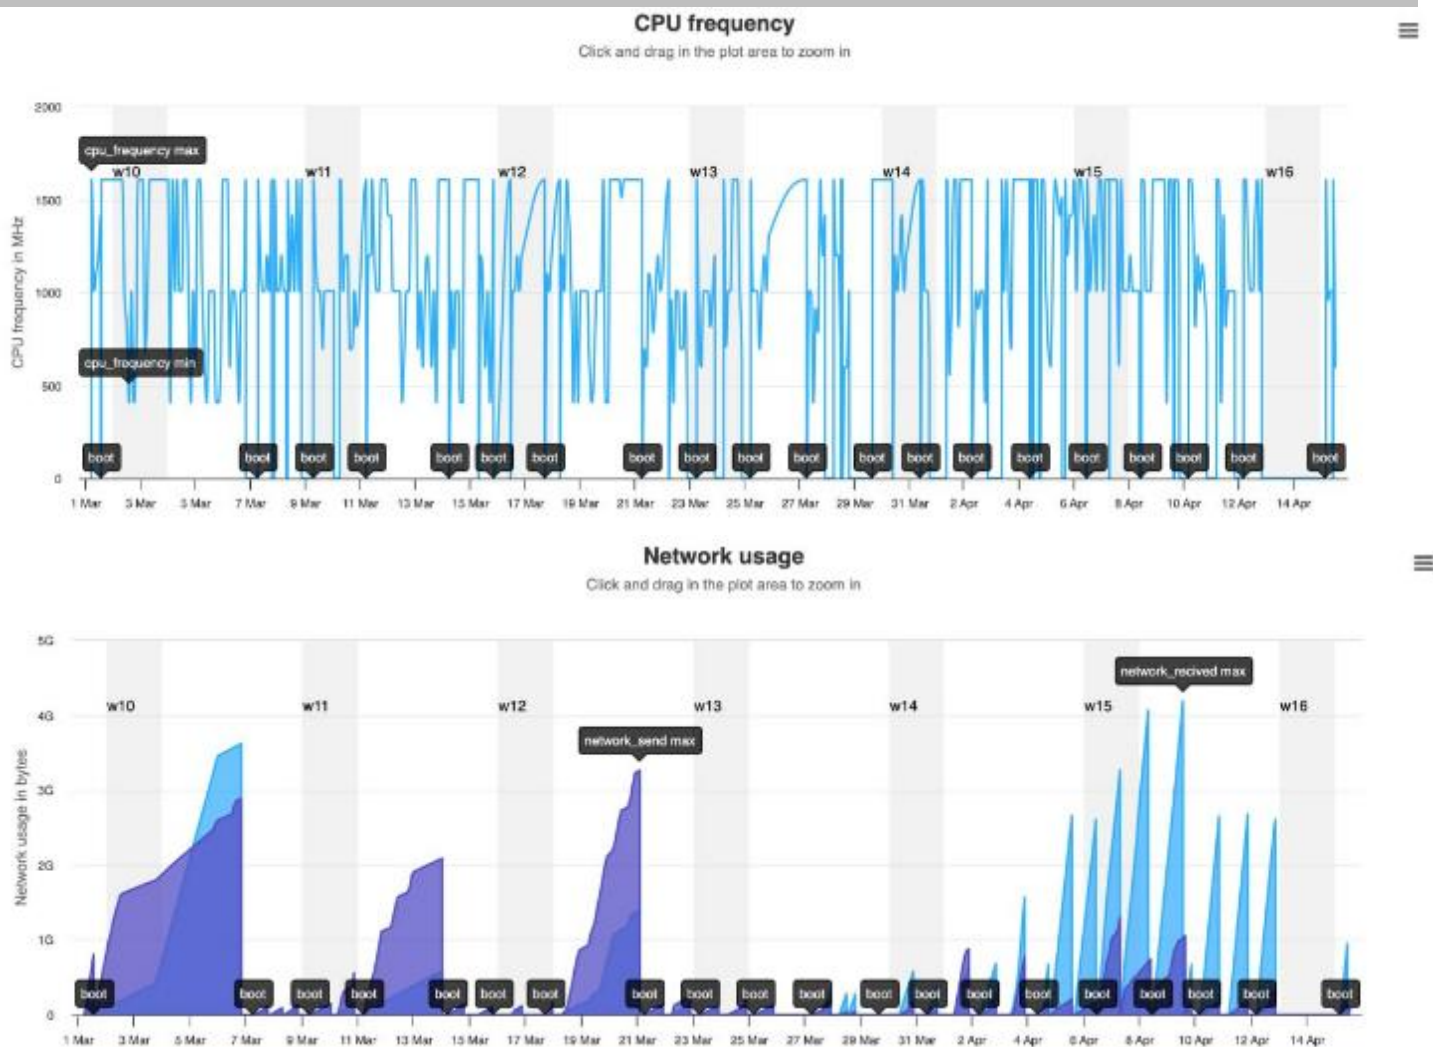 CPU frequency
Click and drag in the plot area to zoom in
2000
cpu_frequency max
w10 w11 w12 w13 w14 w15 w16
1500
CPU frequency in MHz
1000
cpu_frequency min
500
boot boot boot boot boot boot boot boot boot boot boot boot boot boot boot boot boot boot boot boot
0
1 Mar 3 Mar 5 Mar 7 Mar 9 Mar 11 Mar 13 Mar 15 Mar 17 Mar 19 Mar 21 Mar 23 Mar 25 Mar 27 Mar 29 Mar 31 Mar 2 Apr 4 Apr 6 Apr 8 Apr 10 Apr 12 Apr 14 Apr
Network usage
Click and drag in the plot area to zoom in
5G
network_recived max
w10 w11 w12 w13 w14 w15 w16
4G
network_send max
Network usage in bytes
3G
2G
1G
boot boot boot boot boot boot boot boot boot boot boot boot boot boot boot boot boot boot boot boot
0
1 Mar 3 Mar 5 Mar 7 Mar 9 Mar 11 Mar 13 Mar 15 Mar 17 Mar 19 Mar 21 Mar 23 Mar 25 Mar 27 Mar 29 Mar 31 Mar 2 Apr 4 Apr 6 Apr 8 Apr 10 Apr 12 Apr 14 Apr